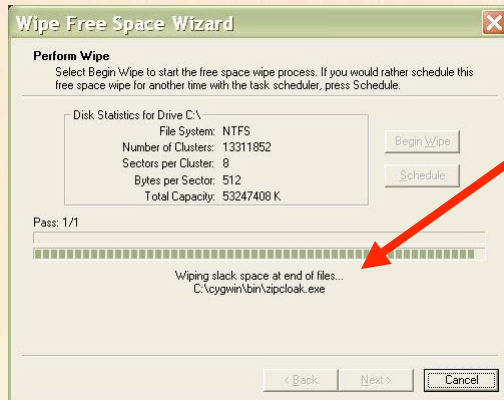 Wipe Free Space Wizard
Perform Wipe
Select Begin Wipe to start the free space wipe process. If you would rather schedule this
free space wipe for another time with the task scheduler, press Schedule.
Disk Statistics for Drive C:\
File System: NTFS
Number of Clusters: 13311852
Sectors per Cluster: 8
Bytes per Sector: 512
Total Capacity: 53247408 K
Begin Wipe
Schedule
Pass: 1/1
Wiping slack space at end of files...
C:\cygwin\bin\zipcloak.exe
< Back
Next >
Cancel